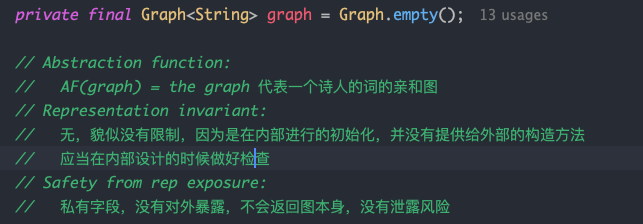 private final Graph<String> graph = Graph.empty(); 13 usages
// Abstraction function:
//   AF(graph) = the graph 代表一个诗人的词的亲和图
// Representation invariant:
//   无，貌似没有限制，因为是在内部进行的初始化，并没有提供给外部的构造方法
//   应当在内部设计的时候做好检查
// Safety from rep exposure:
//   私有字段，没有对外暴露，不会返回图本身，没有泄露风险